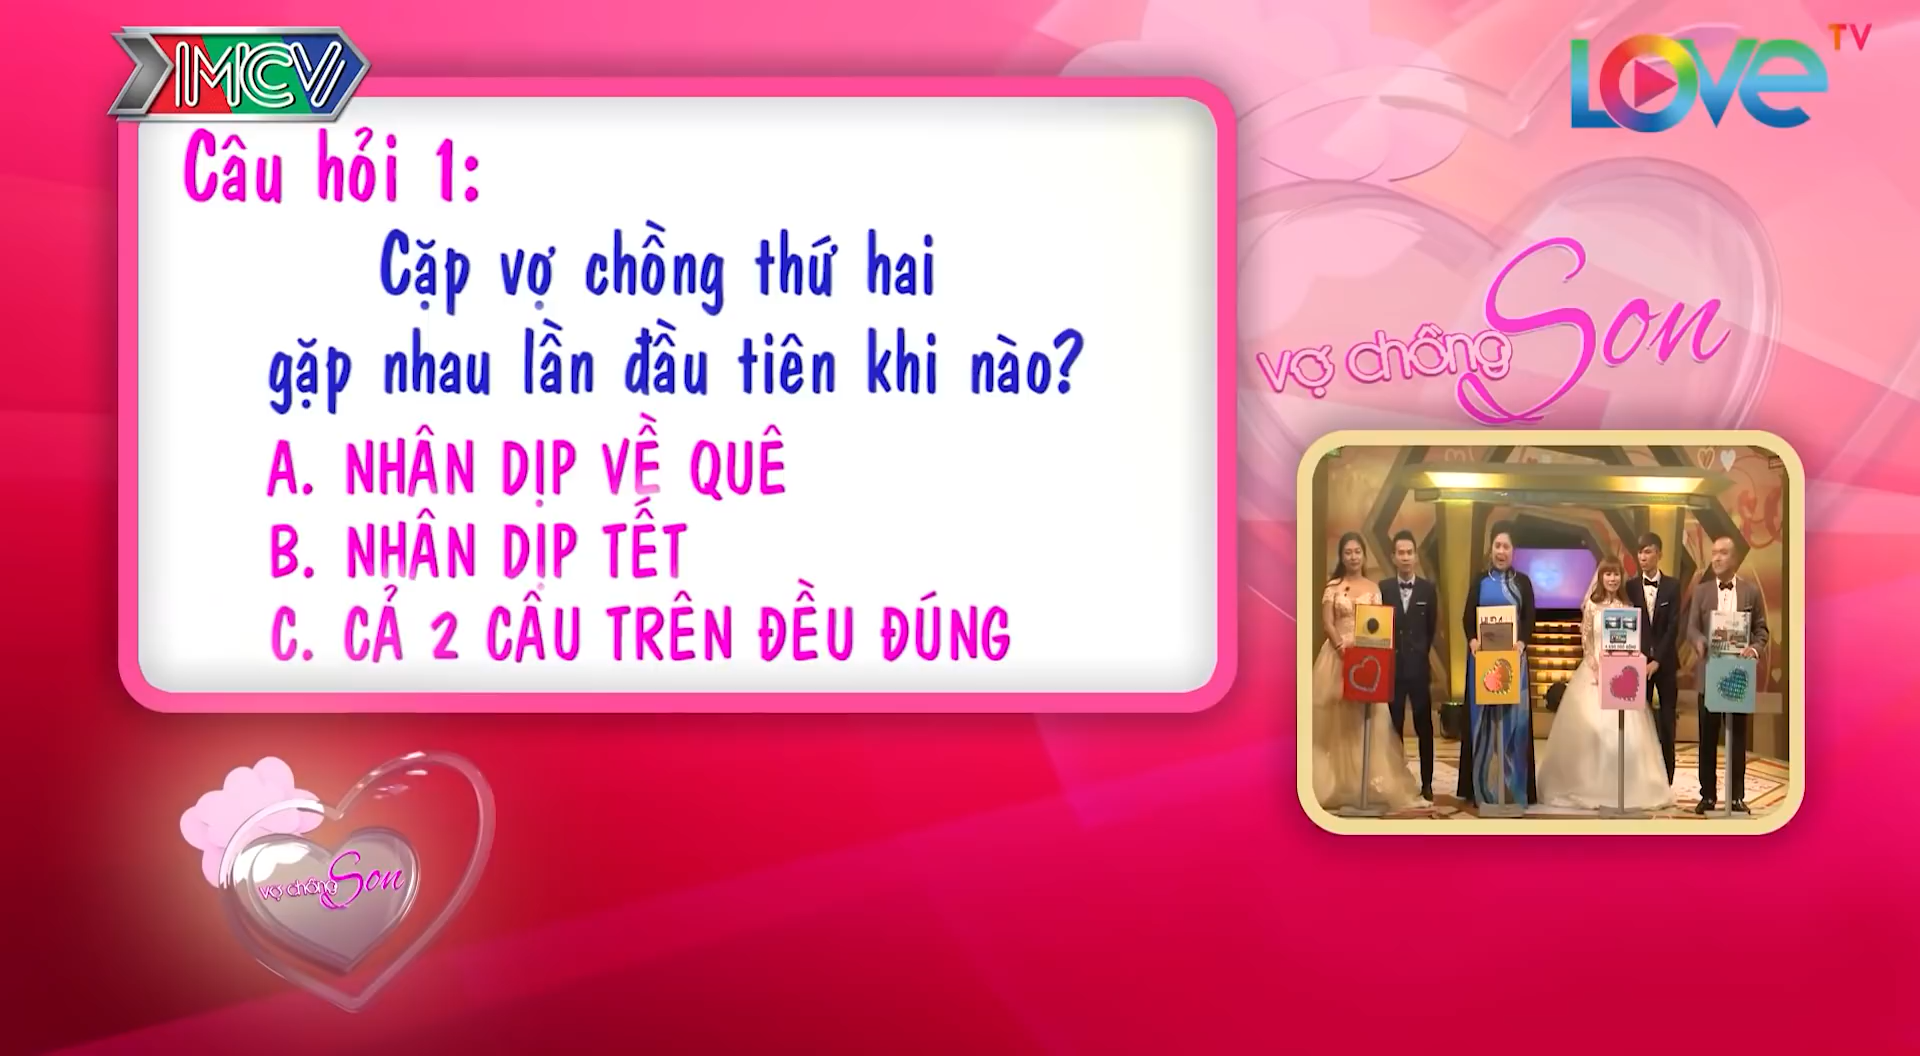 MCV
LOVE TV
Câu hỏi 1:
Cặp vợ chồng thứ hai
gặp nhau lần đầu tiên khi nào?
A. NHÂN DỊP VỀ QUÊ
B. NHÂN DỊP TẾT
C. CẢ 2 CÂU TRÊN ĐỀU ĐÚNG
vợ chồng Son
vợ chồng Son